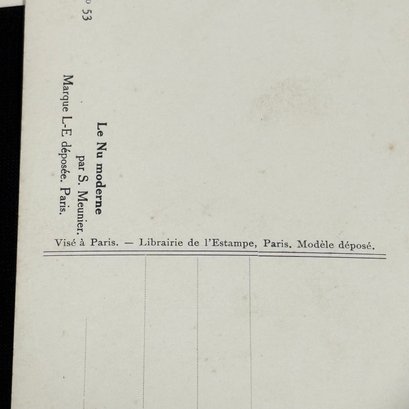 53
Le Nu moderne
par S. Meunier.
Marque L-E déposée. Paris.
Visé à Paris. — Librairie de l'Estampe, Paris. Modèle déposé.